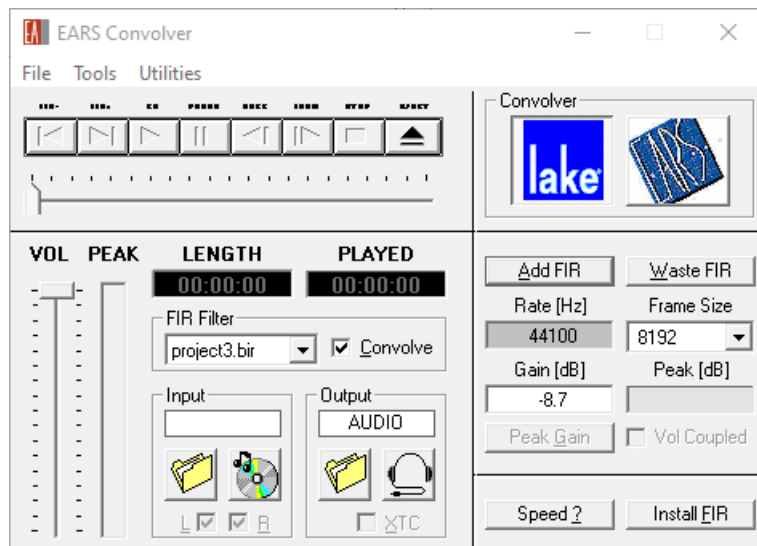 EARS Convolver
File Tools Utilities
Convolver
lake
EARS
VOL PEAK LENGTH PLAYED
00:00:00 00:00:00
FIR Filter
project3.bir Convolve
Input Output
AUDIO
L R XTC
Add FIR Waste FIR
Rate [Hz] Frame Size
44100 8192
Gain [dB] Peak [dB]
-8.7
Peak Gain Vol Coupled
Speed ? Install FIR